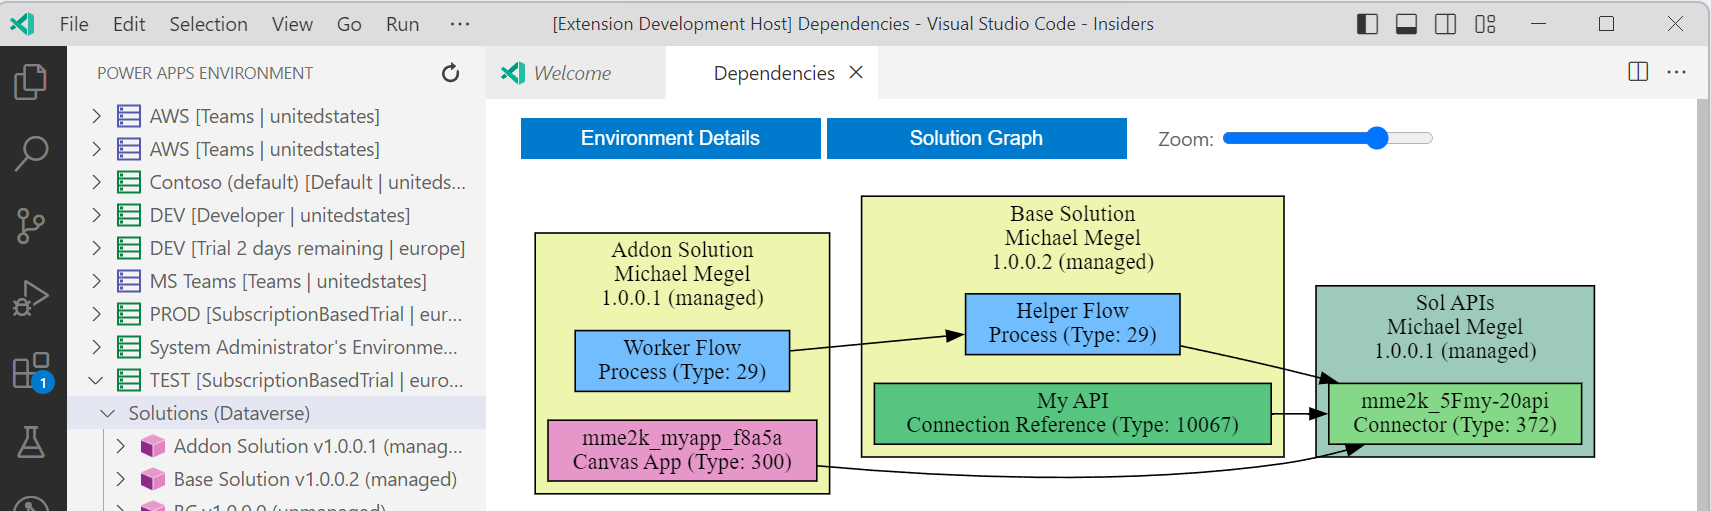 File Edit Selection View Go Run ···
[Extension Development Host] Dependencies - Visual Studio Code - Insiders
POWER APPS ENVIRONMENT
AWS [Teams | unitedstates]
AWS [Teams | unitedstates]
Contoso (default) [Default | uniteds...
DEV [Developer | unitedstates]
DEV [Trial 2 days remaining | europe]
MS Teams [Teams | unitedstates]
PROD [SubscriptionBasedTrial | eur...
System Administrator's Environme...
TEST [SubscriptionBasedTrial | euro...
Solutions (Dataverse)
Addon Solution v1.0.0.1 (manag...
Base Solution v1.0.0.2 (managed)
BC v1.0.0.0 (unmanaged)
1
Welcome
Dependencies
Environment Details
Solution Graph
Zoom:
Addon Solution
Michael Megel
1.0.0.1 (managed)
Worker Flow
Process (Type: 29)
mme2k_myapp_f8a5a
Canvas App (Type: 300)
Base Solution
Michael Megel
1.0.0.2 (managed)
Helper Flow
Process (Type: 29)
My API
Connection Reference (Type: 10067)
Sol APIs
Michael Megel
1.0.0.1 (managed)
mme2k_5Fmy-20api
Connector (Type: 372)